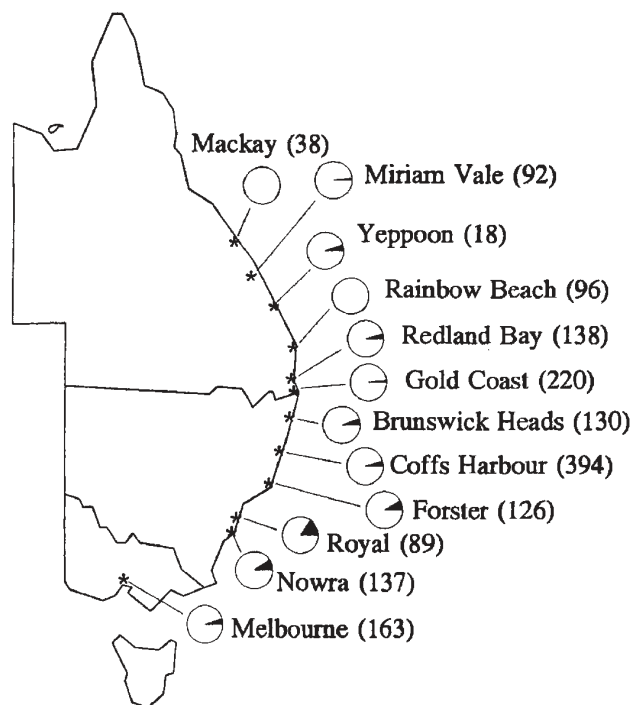 Mackay (38)
Miriam Vale (92)
Yeppoon (18)
Rainbow Beach (96)
Redland Bay (138)
Gold Coast (220)
Brunswick Heads (130)
Coffs Harbour (394)
Forster (126)
Royal (89)
Nowra (137)
Melbourne (163)